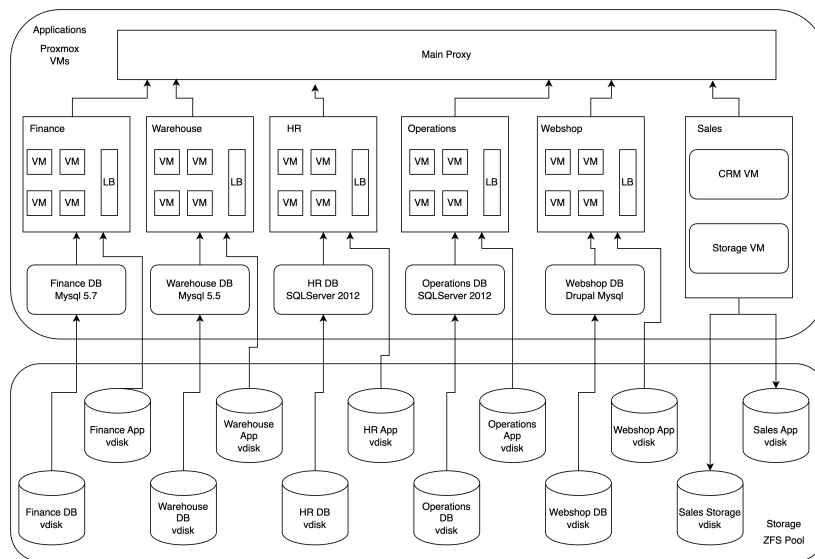 Applications
Proxmox
VMs
Main Proxy
Finance
VM VM
VM VM
LB
Warehouse
VM VM
VM VM
LB
HR
VM VM
VM VM
LB
Operations
VM VM
VM VM
LB
Webshop
VM VM
VM VM
LB
Sales
CRM VM
Storage VM
Finance DB
Mysql 5.7
Warehouse DB
Mysql 5.5
HR DB
SQLServer 2012
Operations DB
SQLServer 2012
Webshop DB
Drupal Mysql
Finance App
vdisk
Warehouse
App
vdisk
HR App
vdisk
Operations
App
vdisk
Webshop App
vdisk
Sales App
vdisk
Finance DB
vdisk
Warehouse
DB
vdisk
HR DB
vdisk
Operations
DB
vdisk
Webshop DB
vdisk
Sales Storage
vdisk
Storage
ZFS Pool